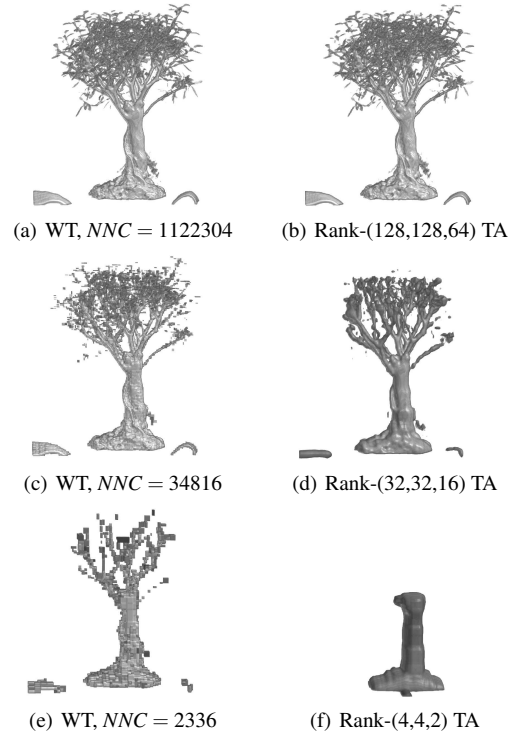 (a) WT, NNC = 1122304
(b) Rank-(128,128,64) TA
(c) WT, NNC = 34816
(d) Rank-(32,32,16) TA
(e) WT, NNC = 2336
(f) Rank-(4,4,2) TA